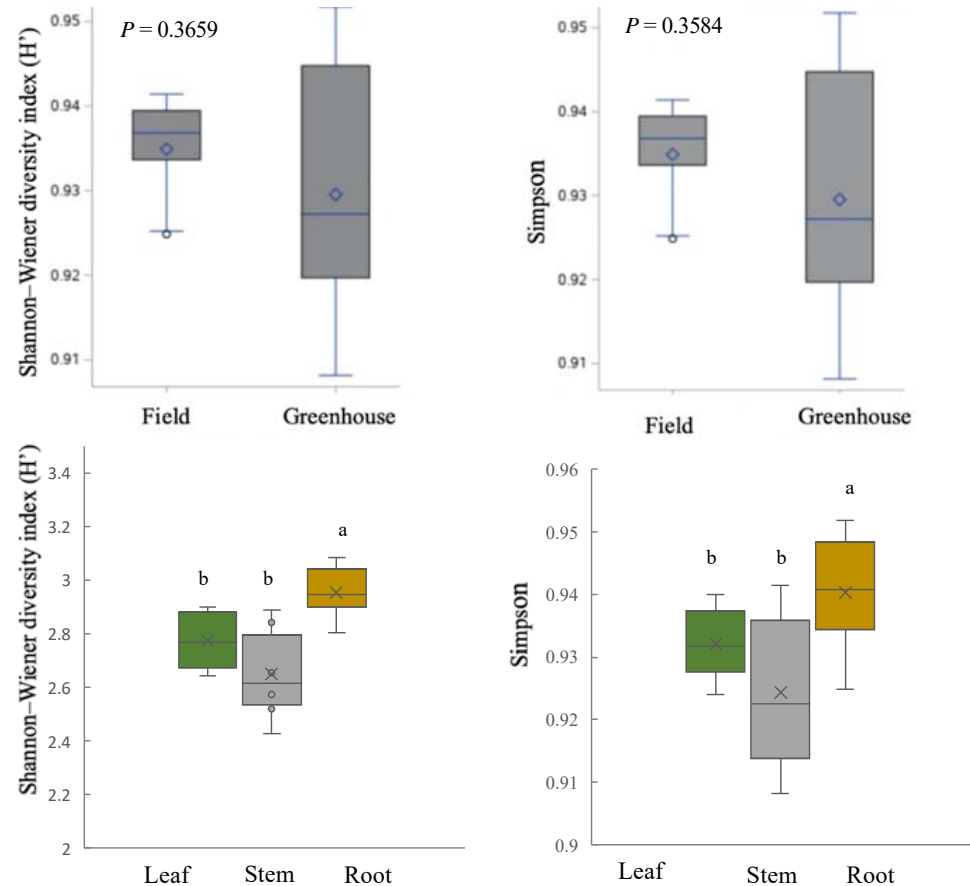 Shannon–Wiener diversity index (H’)
P = 0.3659
0.95
0.94
0.93
0.92
0.91
Field
Greenhouse
Simpson
P = 0.3584
0.95
0.94
0.93
0.92
0.91
Field
Greenhouse
Shannon–Wiener diversity index (H’)
3.4
3.2
3
2.8
2.6
2.4
2.2
2
b
b
a
Leaf
Stem
Root
Simpson
0.96
0.95
0.94
0.93
0.92
0.91
0.9
b
b
a
Leaf
Stem
Root